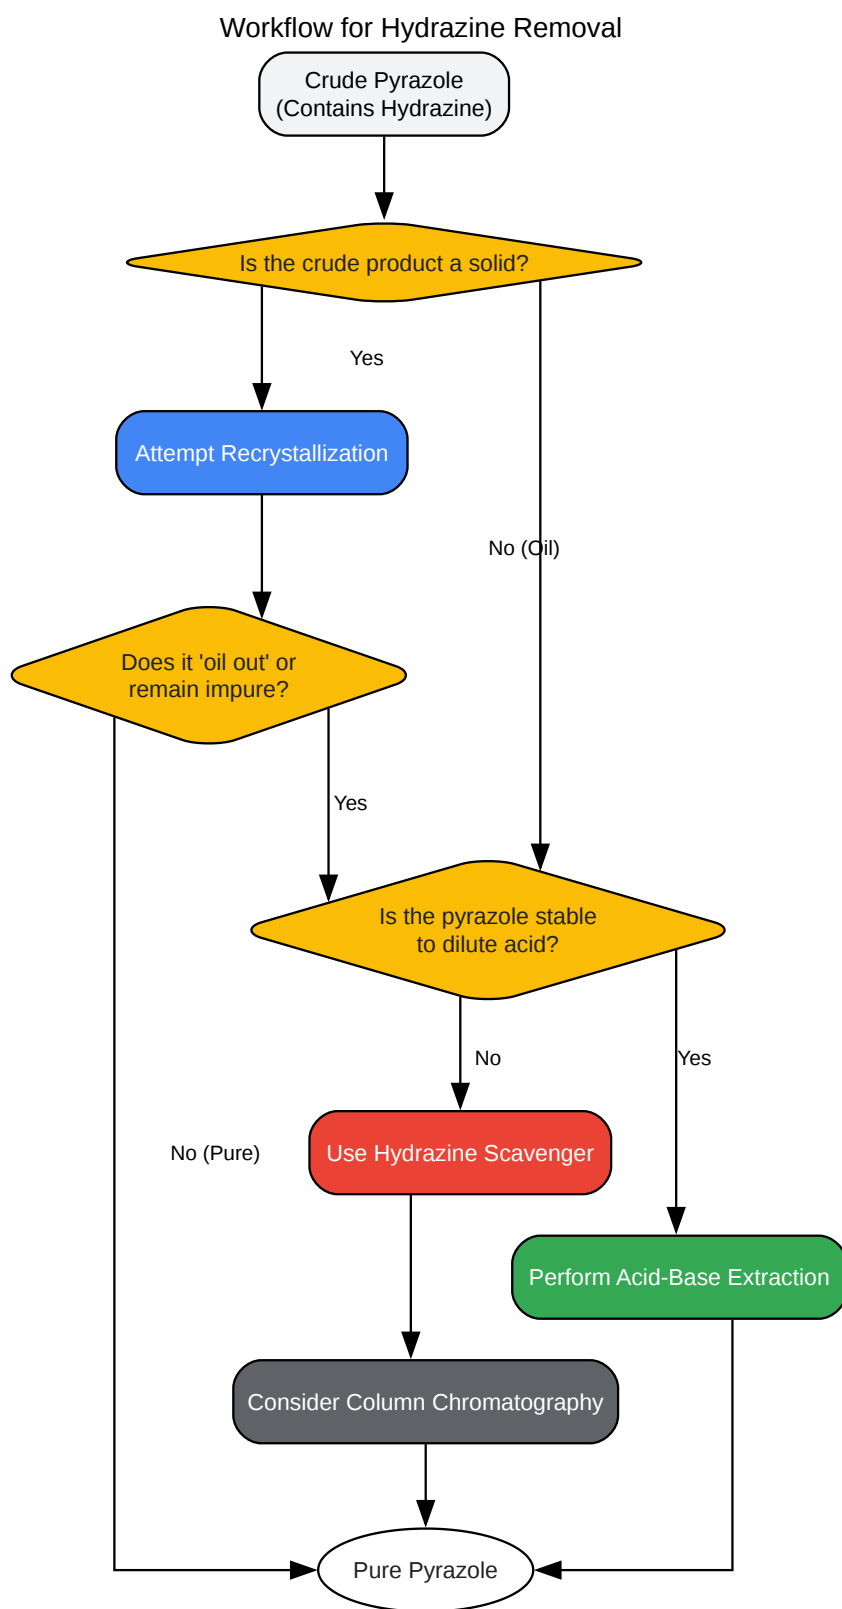 Workflow for Hydrazine Removal
Crude Pyrazole
(Contains Hydrazine)
Is the crude product a solid?
Yes
Attempt Recrystallization
No (Oil)
Does it 'oil out' or
remain impure?
Yes
Is the pyrazole stable
to dilute acid?
No
Yes
No (Pure)
Use Hydrazine Scavenger
Perform Acid-Base Extraction
Consider Column Chromatography
Pure Pyrazole